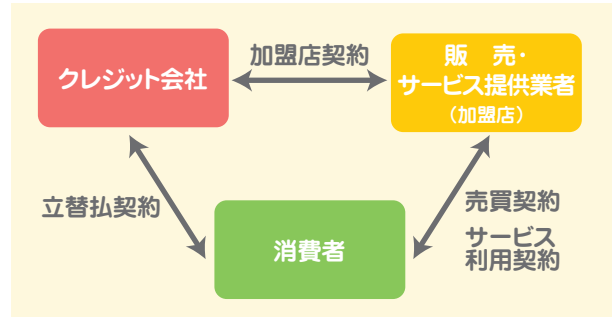 クレジット会社
加盟店契約
販 売・
サービス提供業者
（加盟店）
立替払契約
消費者
売買契約
サービス
利用契約